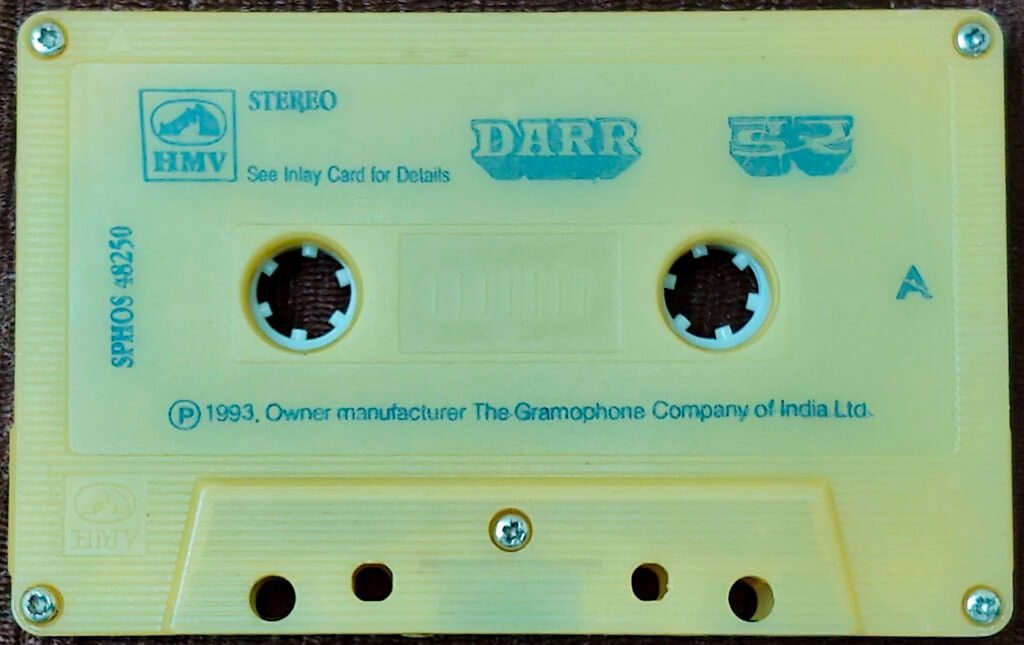 STEREO
HMV
See Inlay Card for Details
DARR
डर
SPHOS 48250
A
Ⓟ 1993, Owner manufacturer The Gramophone Company of India Ltd.
HMV